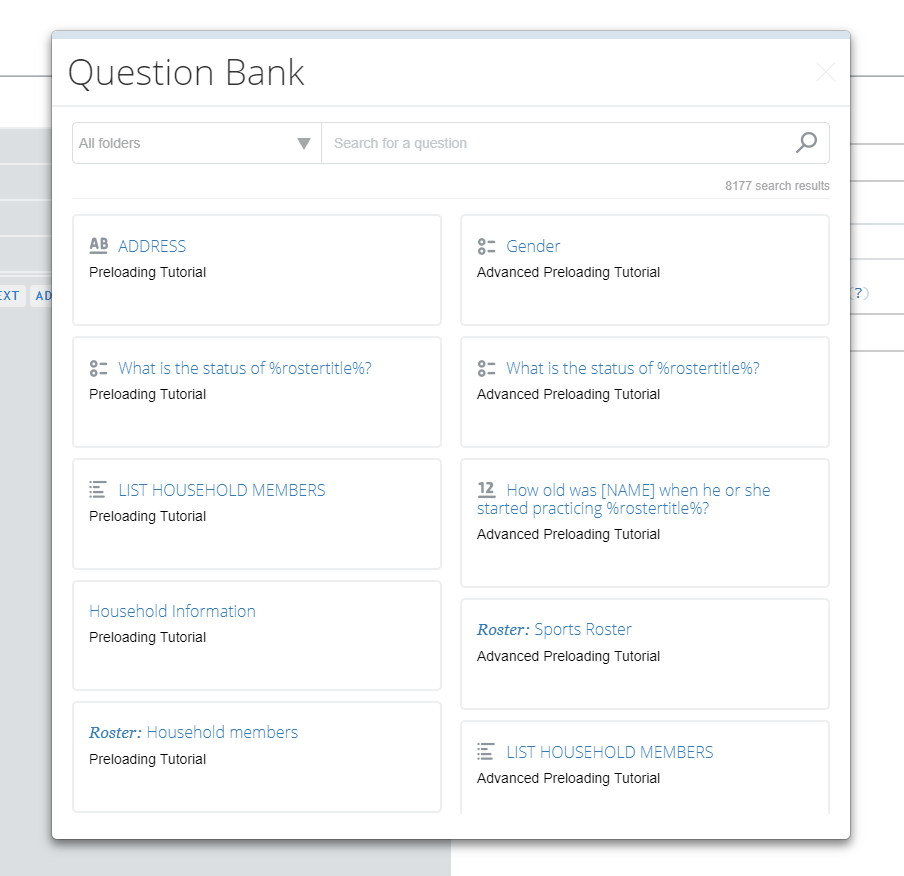 Question Bank
All folders
Search for a question
8177 search results
AB ADDRESS
Preloading Tutorial
Gender
Advanced Preloading Tutorial
What is the status of %rostertitle%?
Preloading Tutorial
What is the status of %rostertitle%?
Advanced Preloading Tutorial
LIST HOUSEHOLD MEMBERS
Preloading Tutorial
12 How old was [NAME] when he or she
started practicing %rostertitle%?
Advanced Preloading Tutorial
Household Information
Preloading Tutorial
Roster: Sports Roster
Advanced Preloading Tutorial
Roster: Household members
Preloading Tutorial
LIST HOUSEHOLD MEMBERS
Advanced Preloading Tutorial
EXT
AD
(?)